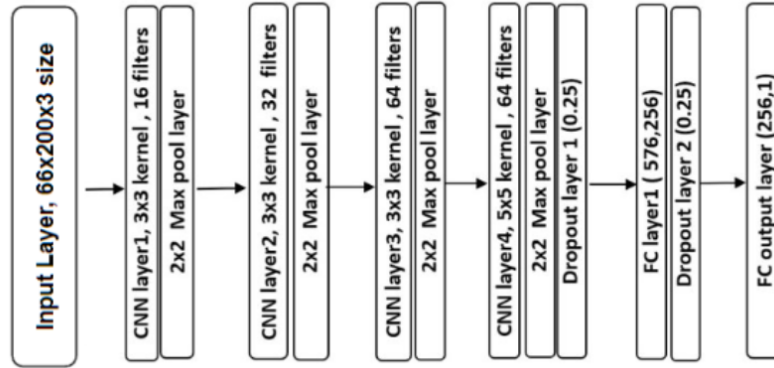 Input Layer, 66x200x3 size
CNN layer1, 3x3 kernel , 16 filters
2x2 Max pool layer
CNN layer2, 3x3 kernel , 32 filters
2x2 Max pool layer
CNN layer3, 3x3 kernel , 64 filters
2x2 Max pool layer
CNN layer4, 5x5 kernel , 64 filters
2x2 Max pool layer
Dropout layer 1 (0.25)
FC layer1 ( 576,256)
Dropout layer 2 (0.25)
FC output layer (256,1)